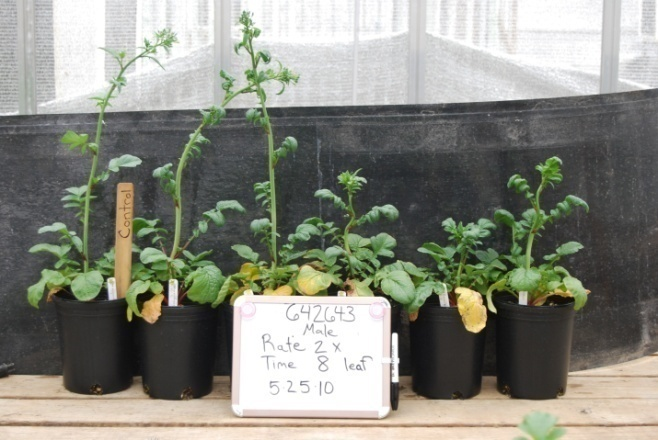 Control
642643
Male
Rate 2x
Time 8 leaf
5-25-10